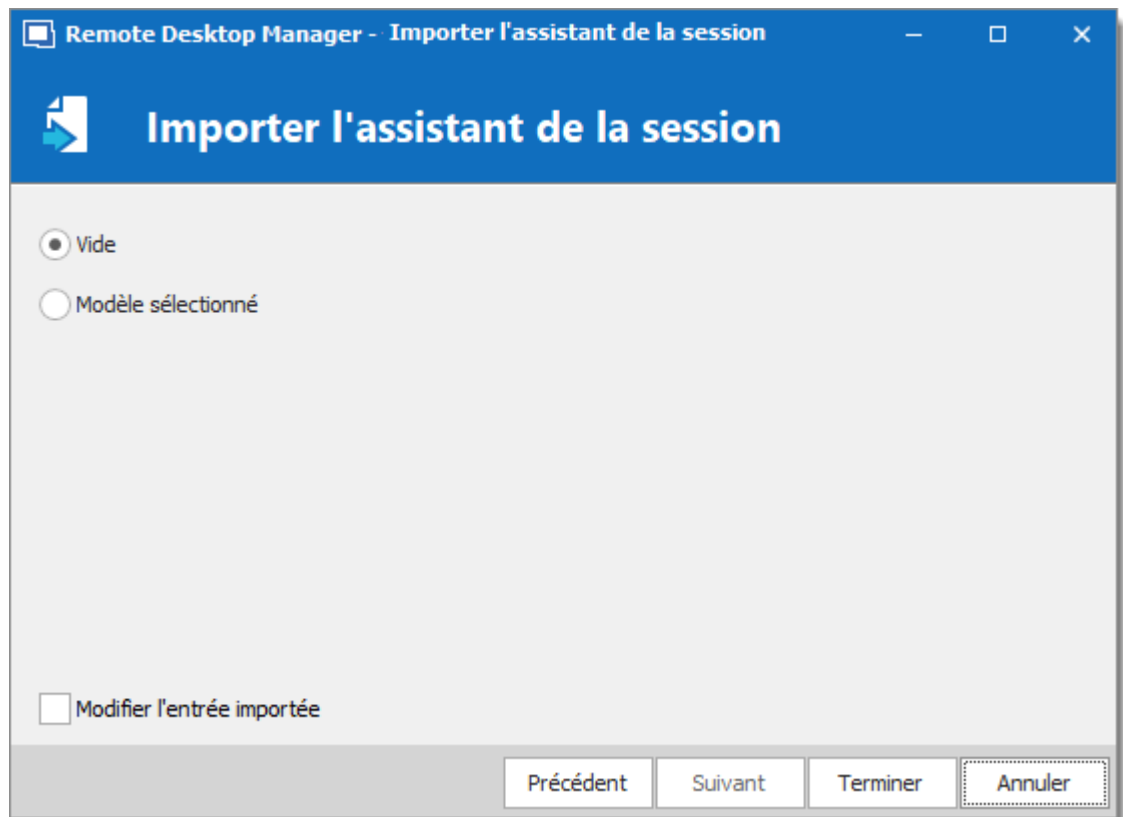 Remote Desktop Manager - Importer l'assistant de la session
Importer l'assistant de la session
Vide
Modèle sélectionné
Modifier l'entrée importée
Précédent Suivant Terminer Annuler